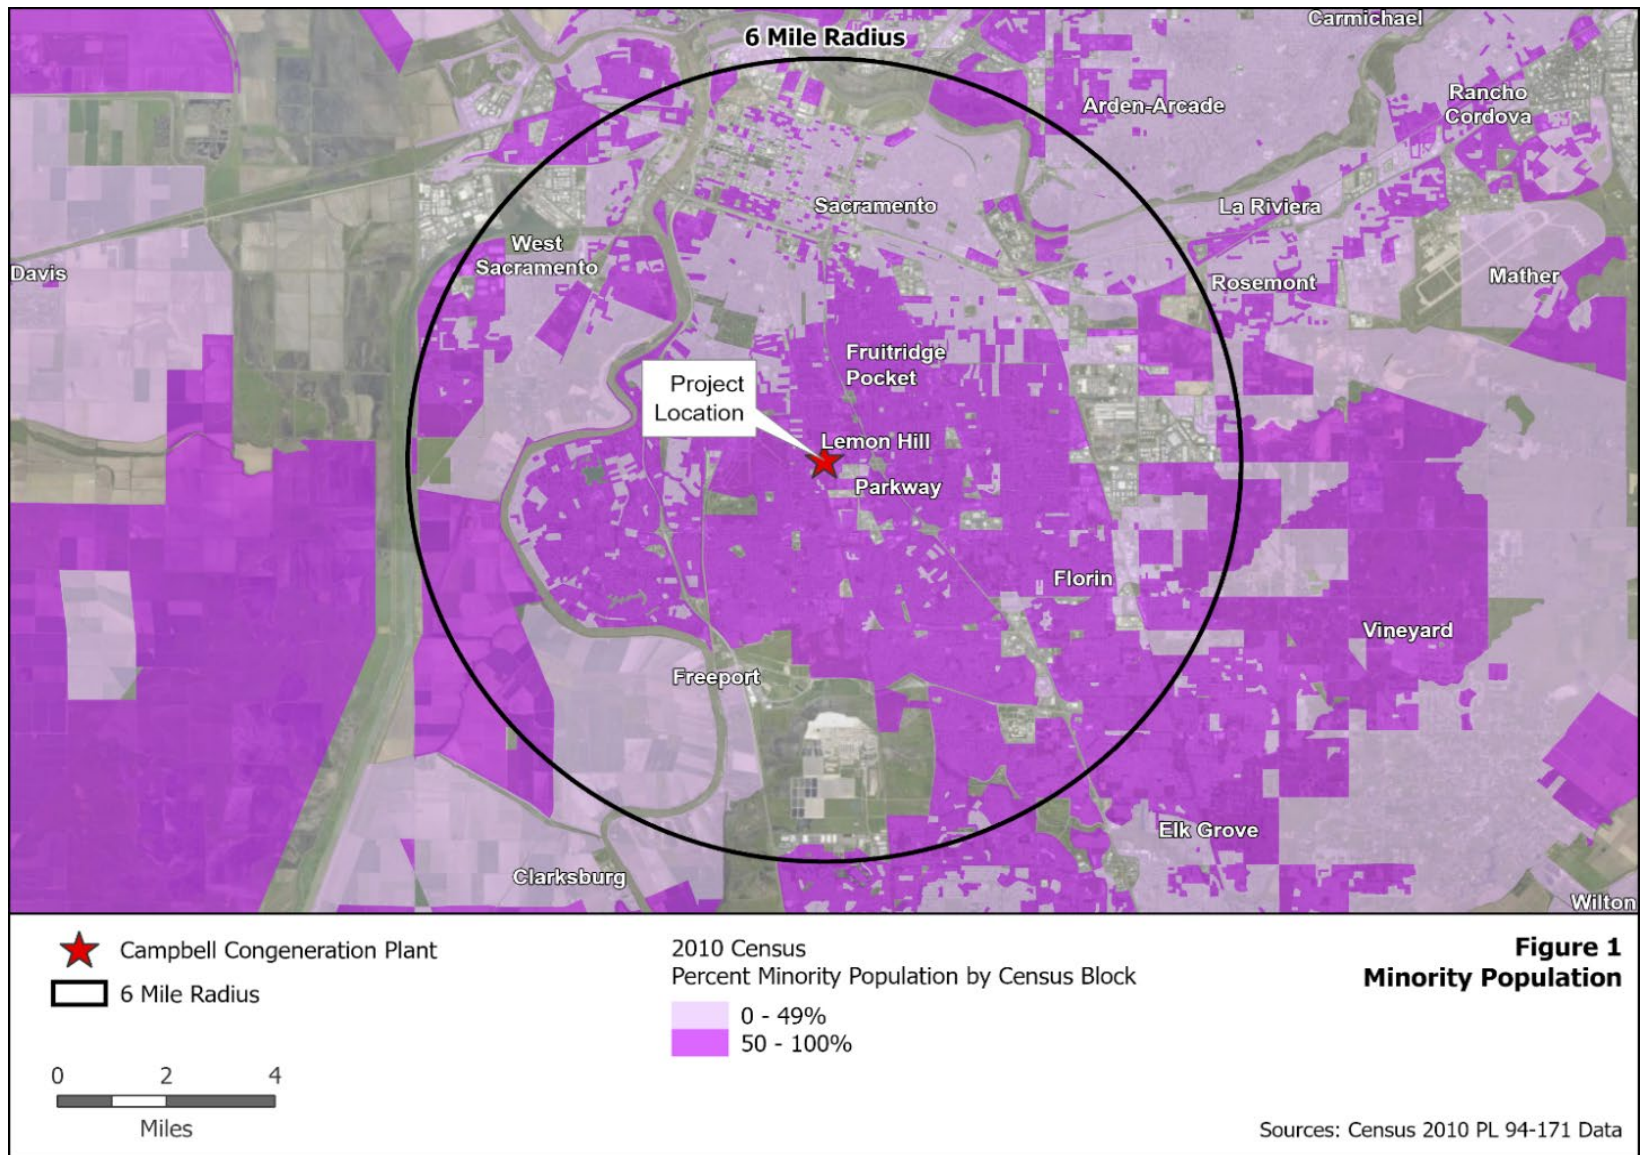 Carmichael
6 Mile Radius
Rancho
Cordova
Arden-Arcade
Sacramento
La Riviera
West
Sacramento
Davis
Rosemont
Mather
Fruitridge
Pocket
Project
Location
Lemon Hill
Parkway
Florin
Vineyard
Freeport
Elk Grove
Clarksburg
Wilton
Campbell Congeneration Plant
6 Mile Radius
0 2 4
Miles
2010 Census
Percent Minority Population by Census Block
0 - 49%
50 - 100%
Figure 1
Minority Population
Sources: Census 2010 PL 94-171 Data